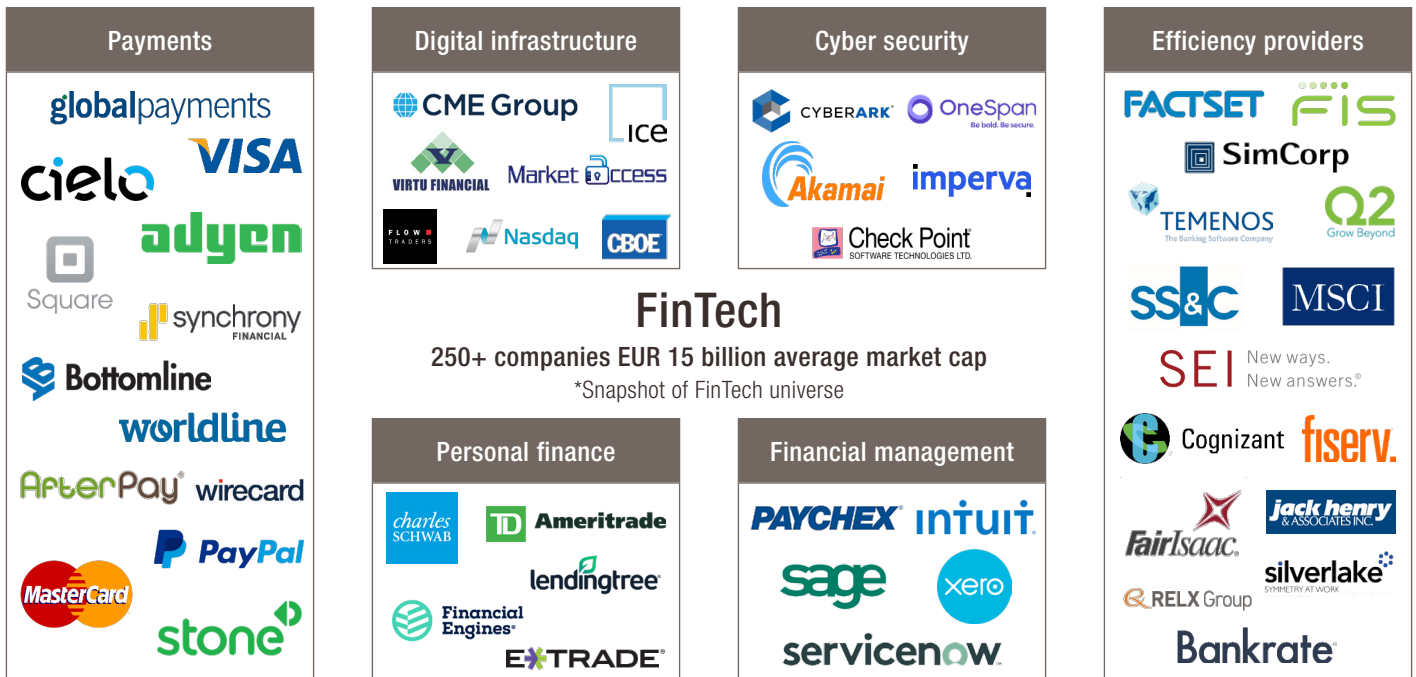 Payments
globalpayments
VISA
cielo
adyen
Square
synchrony
FINANCIAL
Bottomline
worldline
AfterPay®
wirecard
PayPal
MasterCard
stone
Digital infrastructure
CME Group
ICE
V
VIRTU FINANCIAL
Market Access
FLOW
TRADERS
Nasdaq
CBOE
Cyber security
CYBERARK®
OneSpan
Be bold. Be secure.
Akamai
imperva
Check Point®
SOFTWARE TECHNOLOGIES LTD.
FinTech
250+ companies EUR 15 billion average market cap
*Snapshot of FinTech universe
Personal finance
charles
SCHWAB
TD Ameritrade
lendingtree®
Financial
Engines®
E*TRADE®
Financial management
PAYCHEX®
intuit®
sage
xero
servicenow
Efficiency providers
FACTSET
FIS
SimCorp
TEMENOS
The Banking Software Company
Q2
Grow Beyond
SS&C
MSCI
SEI
New ways.
New answers.®
Cognizant
fiserv.
FairIsaac®
jack henry
& ASSOCIATES INC.
silverlake
SYMMETRY AT WORK
RELX Group
Bankrate